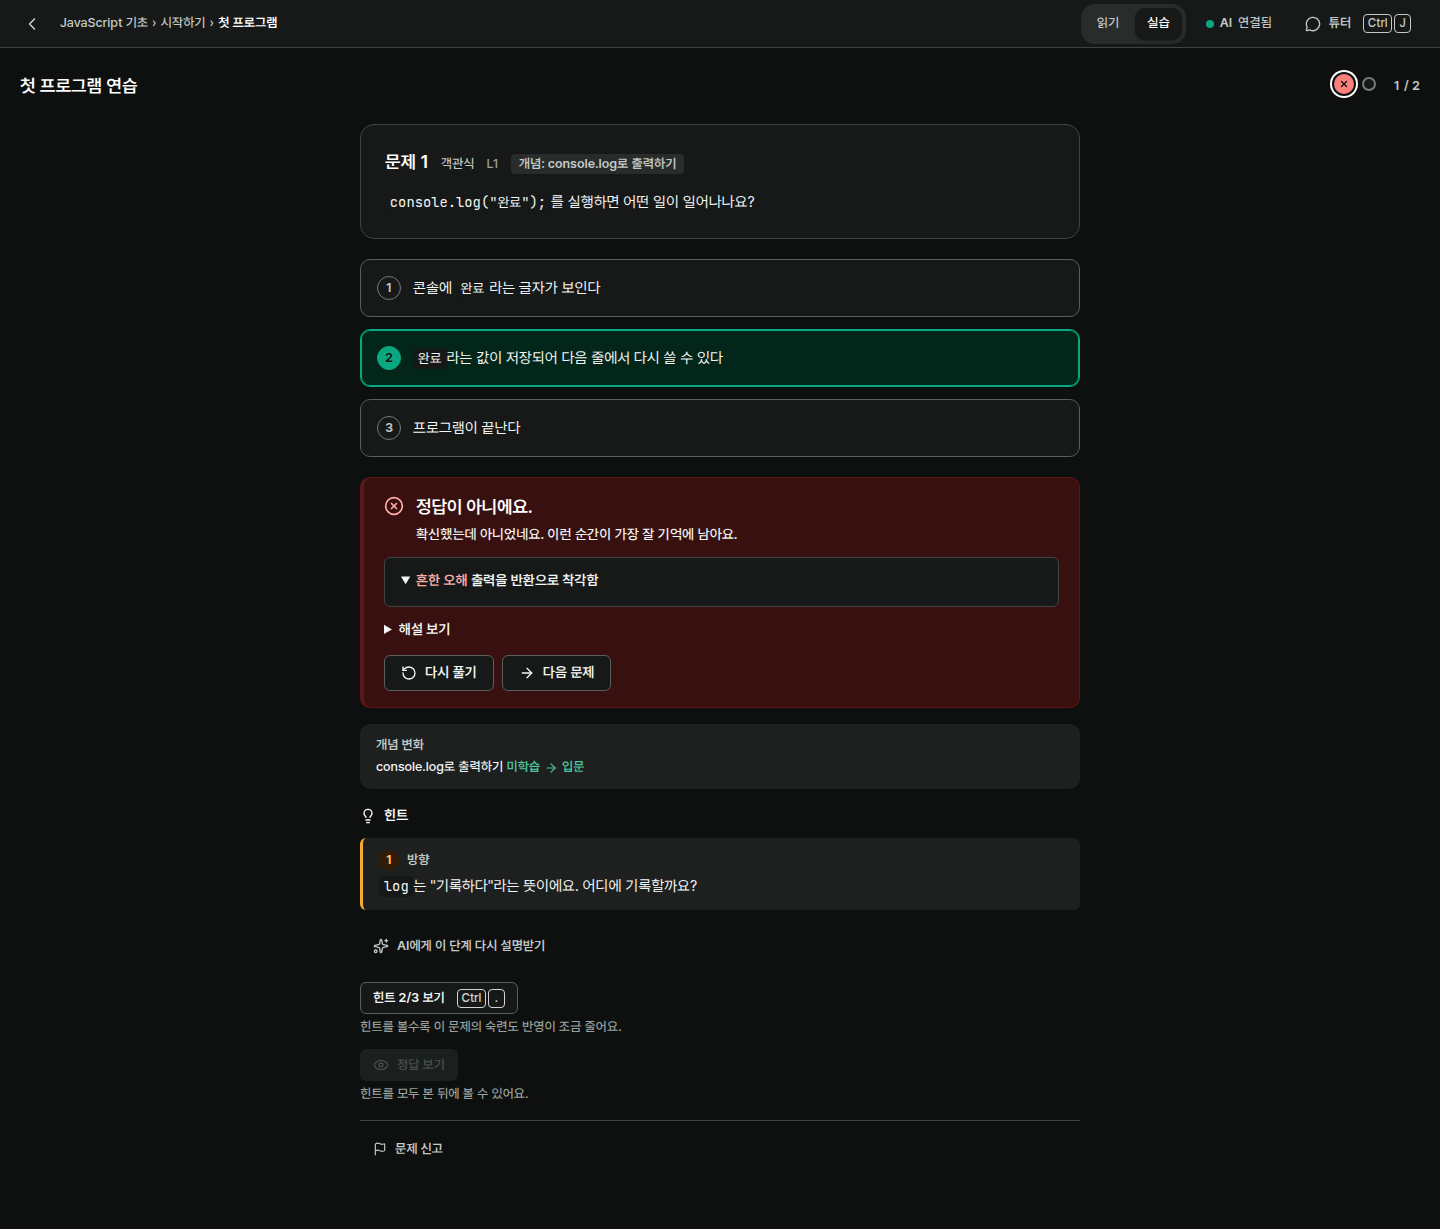 JavaScript 기초 › 시작하기 › 첫 프로그램
읽기 실습 AI 연결됨 튜터 Ctrl J
첫 프로그램 연습
1 / 2
문제 1 객관식 L1 개념: console.log로 출력하기
console.log("완료"); 를 실행하면 어떤 일이 일어나나요?
1 콘솔에 완료 라는 글자가 보인다
2 완료 라는 값이 저장되어 다음 줄에서 다시 쓸 수 있다
3 프로그램이 끝난다
정답이 아니에요.
확신했는데 아니었네요. 이런 순간이 가장 잘 기억에 남아요.
▼ 흔한 오해 출력을 반환으로 착각함
▶ 해설 보기
다시 풀기 다음 문제
개념 변화
console.log로 출력하기 미학습 → 입문
힌트
1 방향
log 는 "기록하다"라는 뜻이에요. 어디에 기록할까요?
AI에게 이 단계 다시 설명받기
힌트 2/3 보기 Ctrl .
힌트를 볼수록 이 문제의 숙련도 반영이 조금 줄어요.
정답 보기
힌트를 모두 본 뒤에 볼 수 있어요.
문제 신고